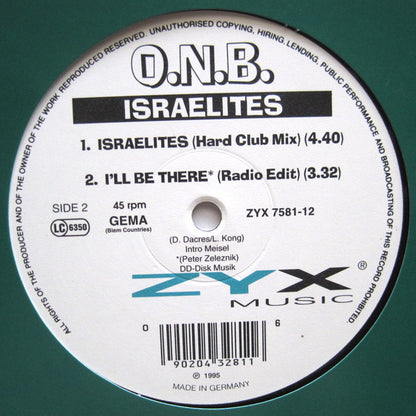 ALL RIGHTS OF THE PRODUCER AND OF THE OWNER OF THE WORK REPRODUCED RESERVED. UNAUTHORISED COPYING, HIRING, LENDING, PUBLIC PERFORMANCE AND BROADCASTING OF THIS RECORD PROHIBITED.
O.N.B.
ISRAELITES
1. ISRAELITES (Hard Club Mix) (4.40)
2. I'LL BE THERE* (Radio Edit) (3.32)
SIDE 2
45 rpm
ZYX 7581-12
LC 6350
GEMA
(Biem Countries)
(D. Dacres/L. Kong)
Intro Meisel
*(Peter Zeleznik)
DD-Disk Musik
ZYX ®
MUSIC
0 6
90204 32811
℗ 1995
MADE IN GERMANY